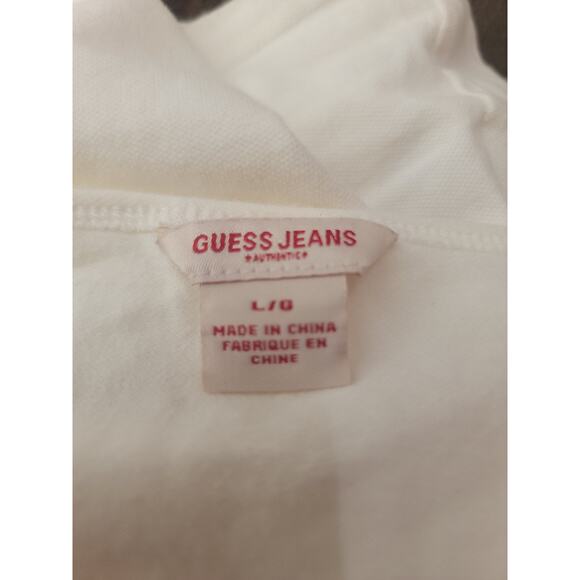 GUESS JEANS
★AUTHENTIC★
L/G
MADE IN CHINA
FABRIQUE EN
CHINE